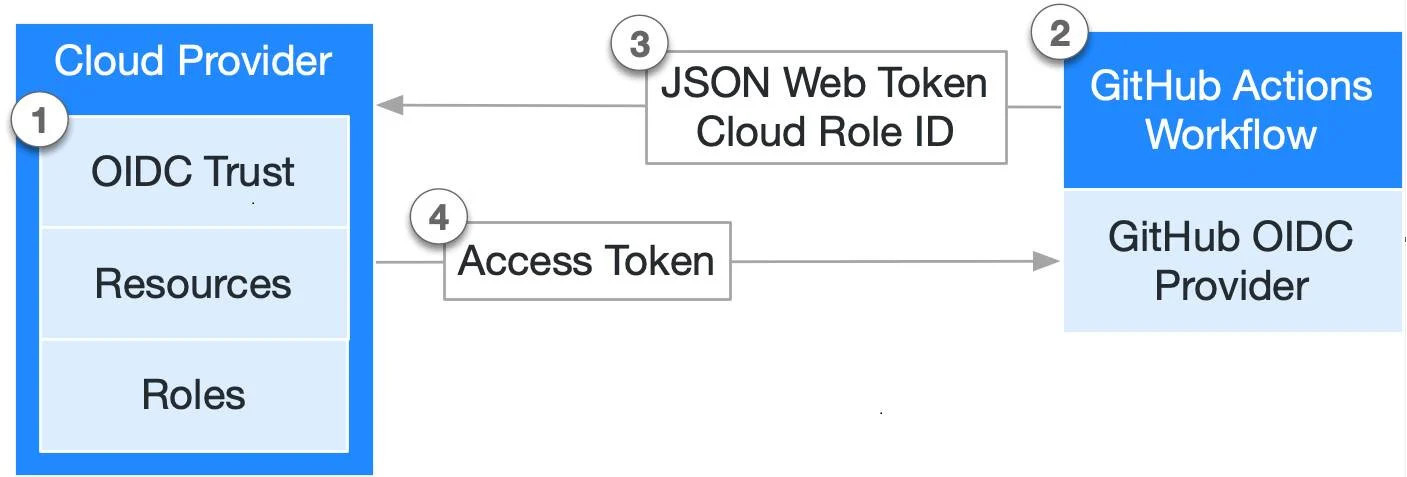 Cloud Provider
1
OIDC Trust
Resources
Roles
3
JSON Web Token
Cloud Role ID
4
Access Token
2
GitHub Actions
Workflow
GitHub OIDC
Provider